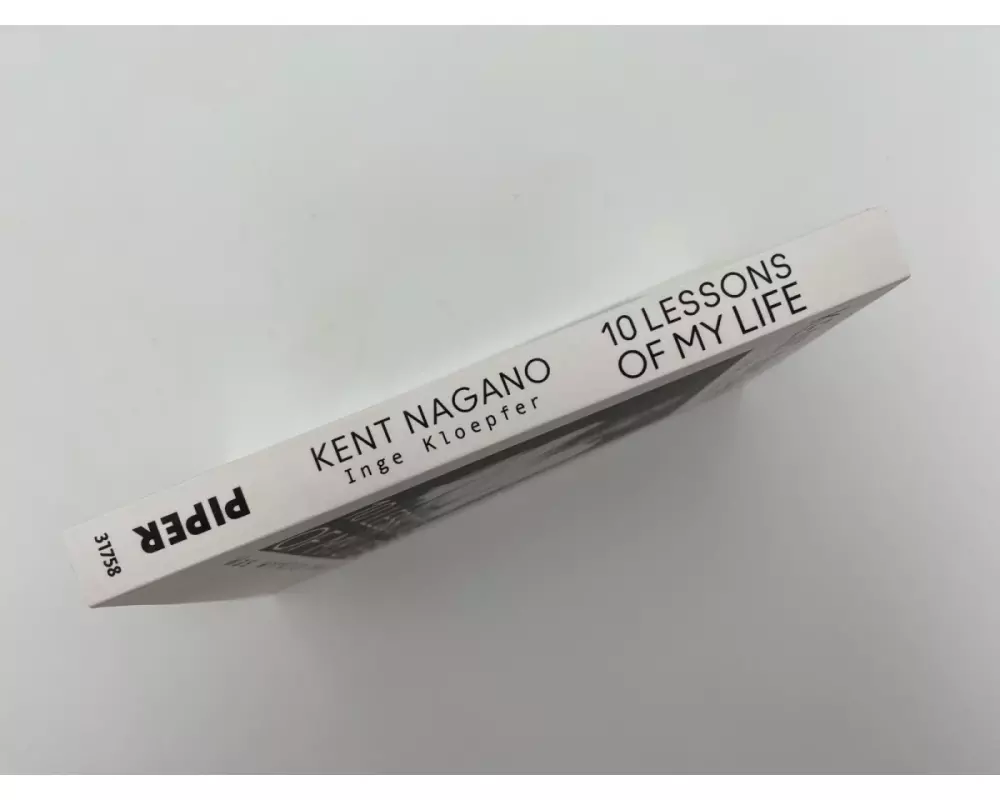 31758
PIPER
KENT NAGANO
Inge Kloepfer
10 LESSONS
OF MY LIFE